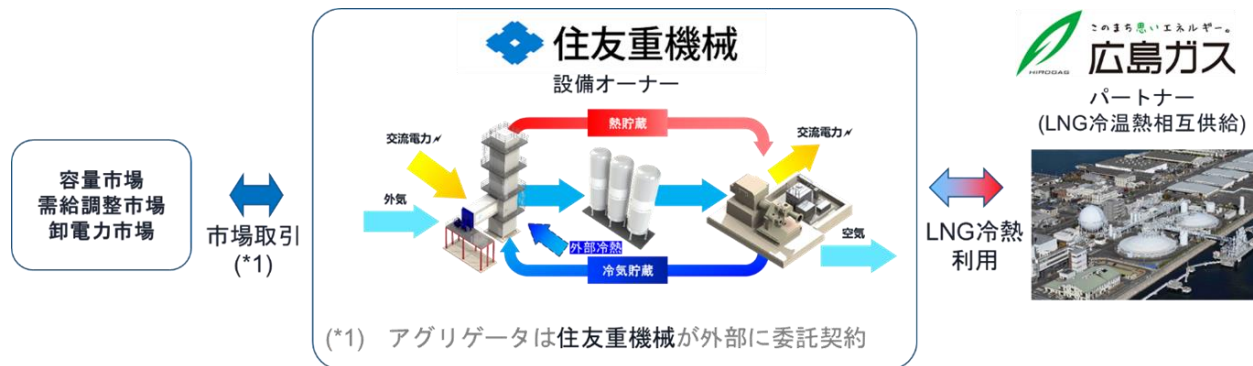 容量市場
需給調整市場
卸電力市場
市場取引
(*1)
住友重機械
設備オーナー
交流電力
熱貯蔵
交流電力
外気
外部冷熱
冷気貯蔵
空気
(*1) アグリゲータは住友重機械が外部に委託契約
このまち思いエネルギー。
HIROGAS
広島ガス
パートナー
(LNG冷温熱相互供給)
LNG冷熱
利用